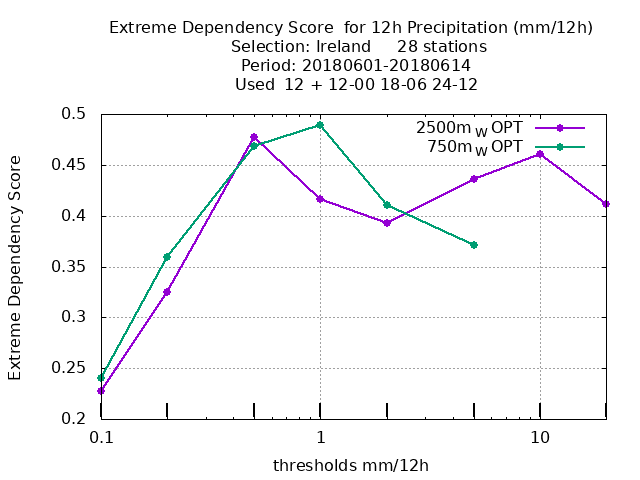 Extreme Dependency Score  for 12h Precipitation (mm/12h)
Selection: Ireland     28 stations
Period: 20180601-20180614
Used  12 + 12-00 18-06 24-12
0.5
0.45
0.4
0.35
0.3
0.25
0.2
Extreme Dependency Score
2500m W OPT
750m W OPT
0.1 1 10
thresholds mm/12h